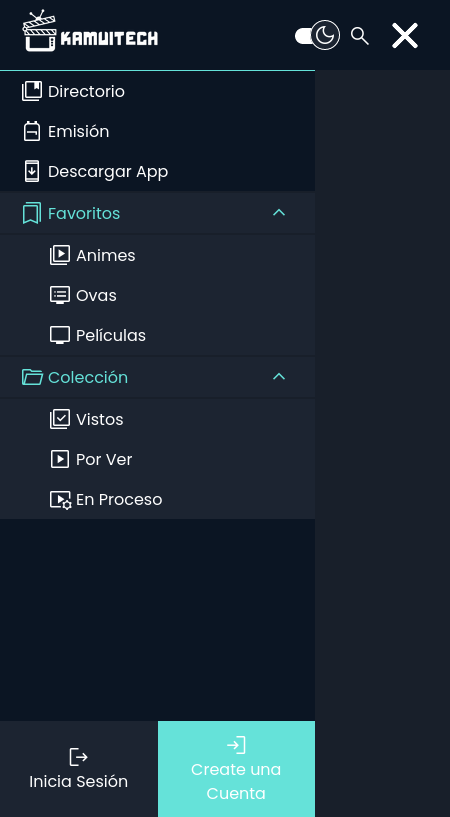 KAMUITECH
Directorio
Emisión
Descargar App
Favoritos
Animes
Ovas
Películas
Colección
Vistos
Por Ver
En Proceso
Inicia Sesión
Create una
Cuenta